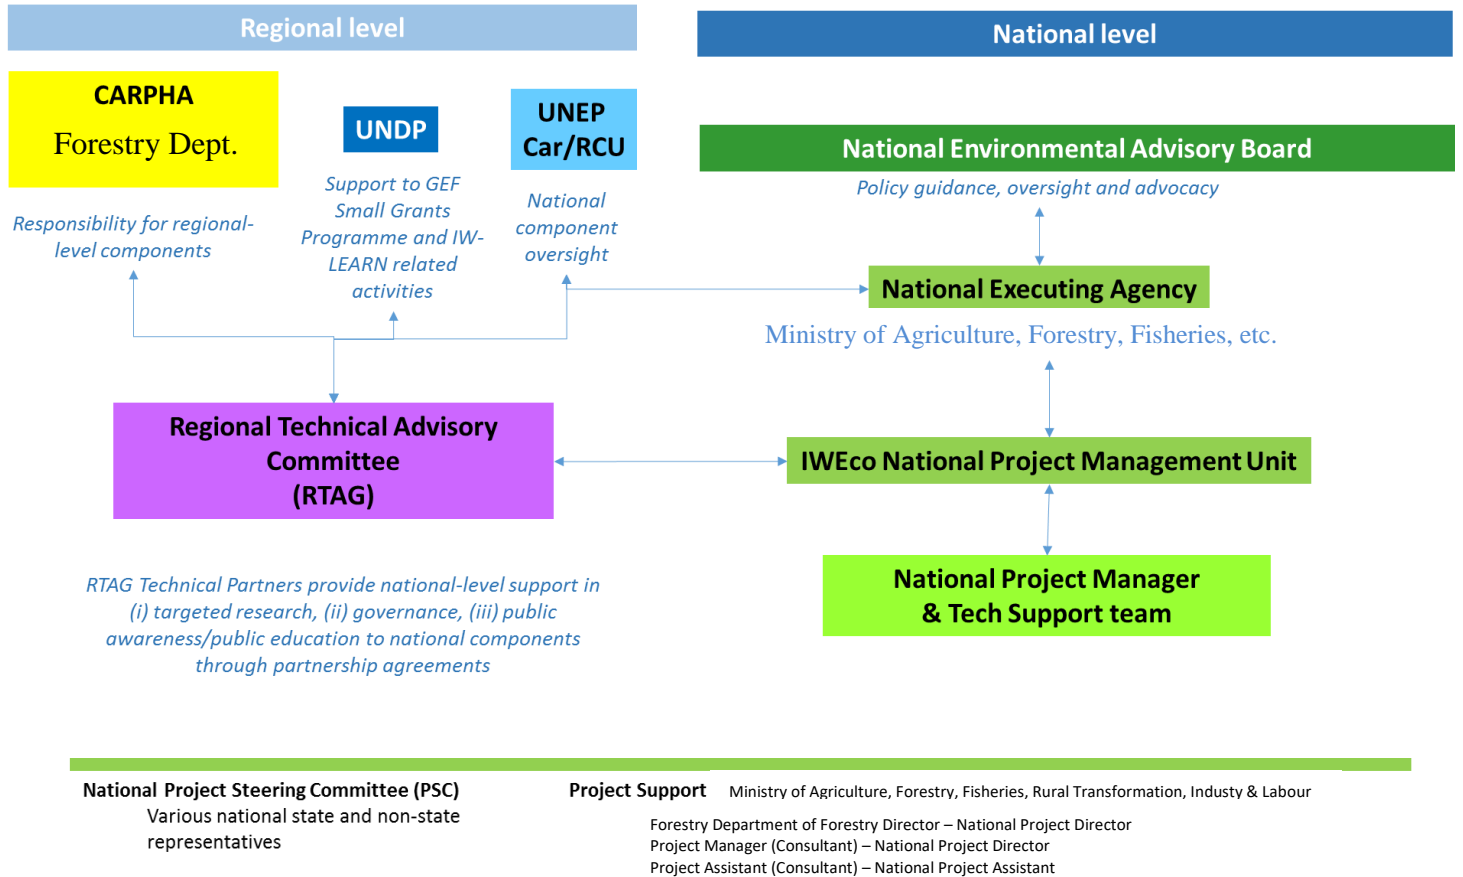 Regional level
National level
CARPHA
Forestry Dept.
UNDP
UNEP
Car/RCU
National Environmental Advisory Board
Policy guidance, oversight and advocacy
Responsibility for regional-
level components
Support to GEF
Small Grants
Programme and IW-
LEARN related
activities
National
component
oversight
National Executing Agency
Ministry of Agriculture, Forestry, Fisheries, etc.
Regional Technical Advisory
Committee
(RTAG)
IWEco National Project Management Unit
National Project Manager
& Tech Support team
RTAG Technical Partners provide national-level support in
(i) targeted research, (ii) governance, (iii) public
awareness/public education to national components
through partnership agreements
National Project Steering Committee (PSC)
Various national state and non-state
representatives
Project Support
Ministry of Agriculture, Forestry, Fisheries, Rural Transformation, Industy & Labour
Forestry Department of Forestry Director – National Project Director
Project Manager (Consultant) – National Project Director
Project Assistant (Consultant) – National Project Assistant